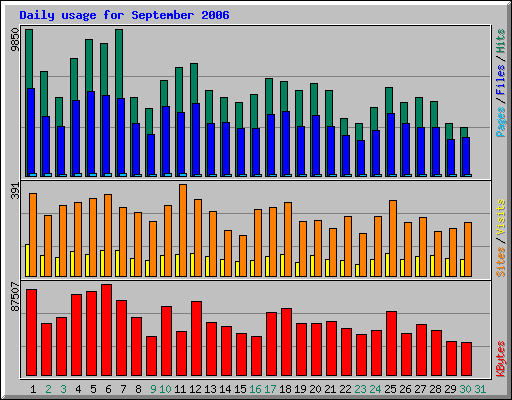 Daily usage for September 2006
9850
Pages / Files / Hits
391
Sites / Visits
87507
KBytes
1 2 3 4 5 6 7 8 9 10 11 12 13 14 15 16 17 18 19 20 21 22 23 24 25 26 27 28 29 30 31